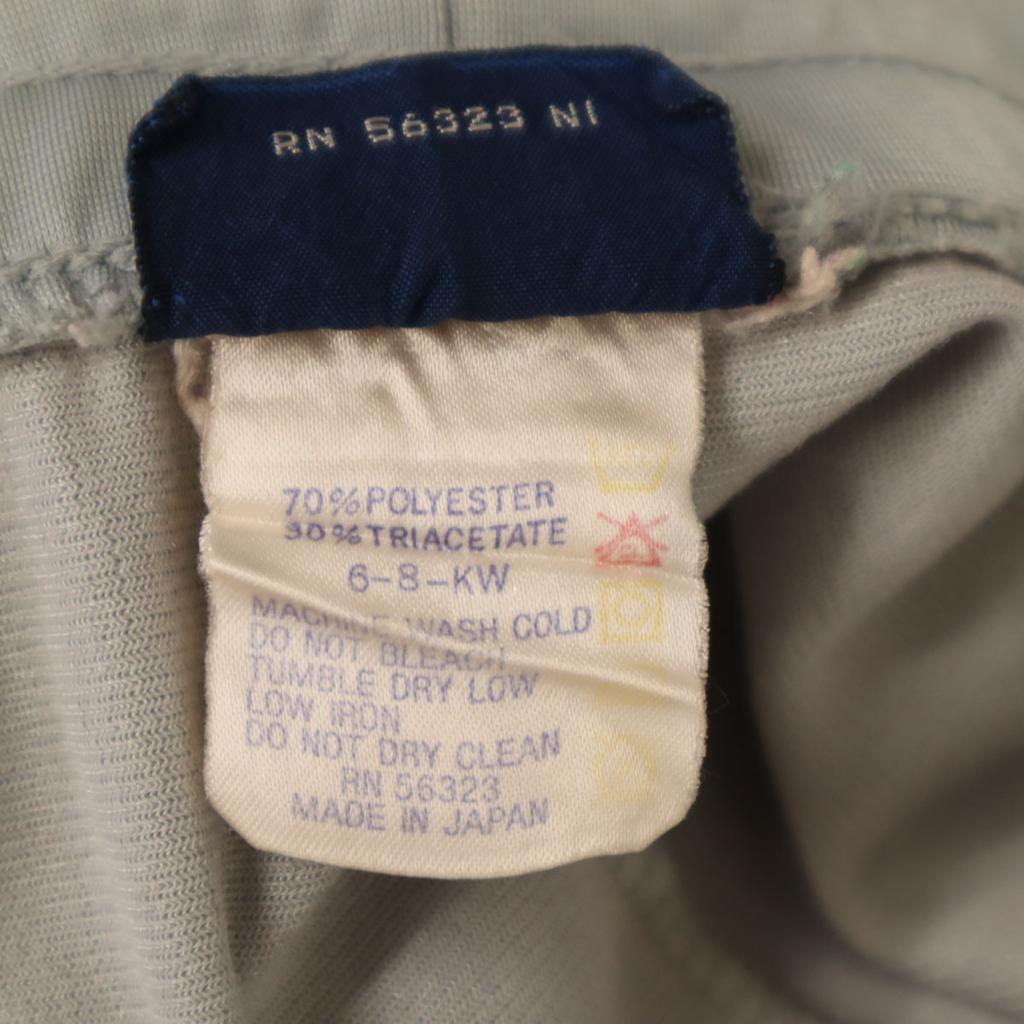 RN 56323 NI
70%POLYESTER
30%TRIACETATE
6-8-KW
MACHINE WASH COLD
DO NOT BLEACH
TUMBLE DRY LOW
LOW IRON
DO NOT DRY CLEAN
RN 56323
MADE IN JAPAN